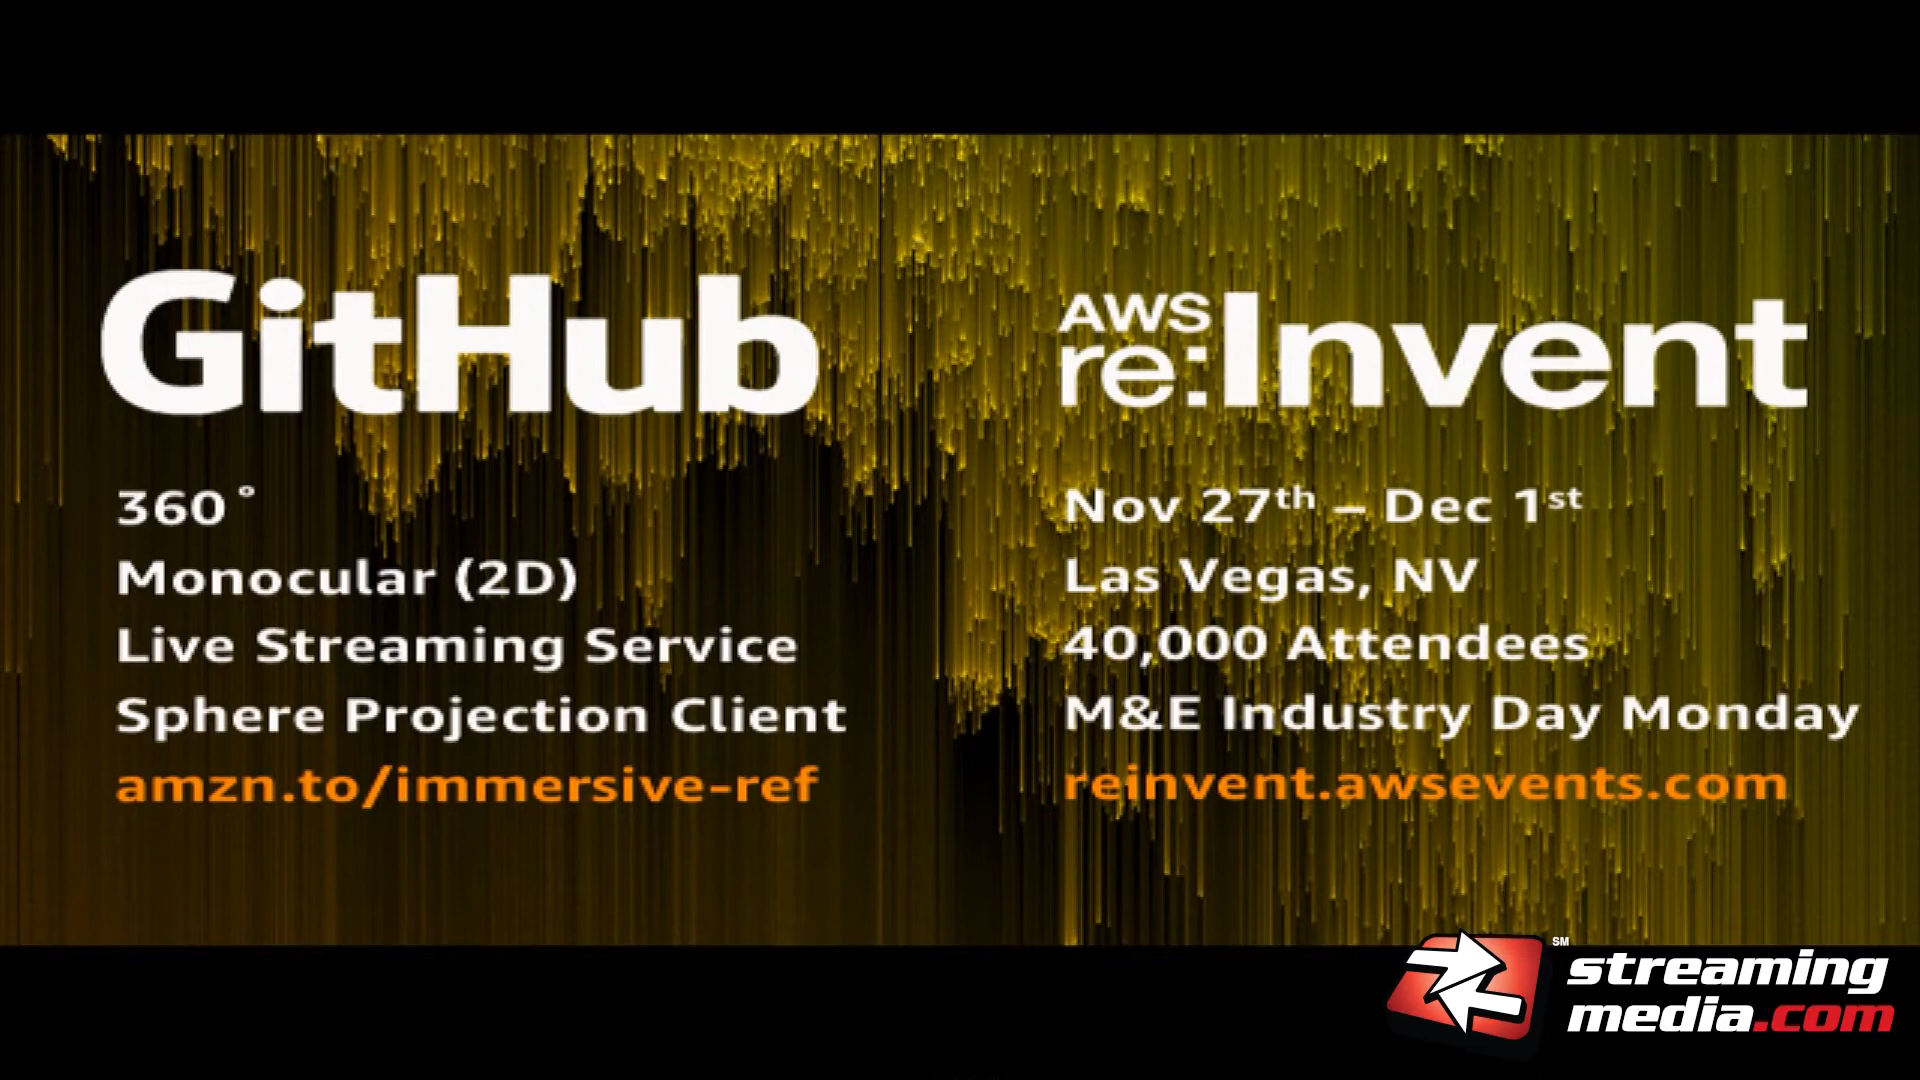 GitHub
360°
Monocular (2D)
Live Streaming Service
Sphere Projection Client
amzn.to/immersive-ref
AWS
re:Invent
Nov 27th – Dec 1st
Las Vegas, NV
40,000 Attendees
M&E Industry Day Monday
reinvent.awsevents.com
SM
streaming
media.com